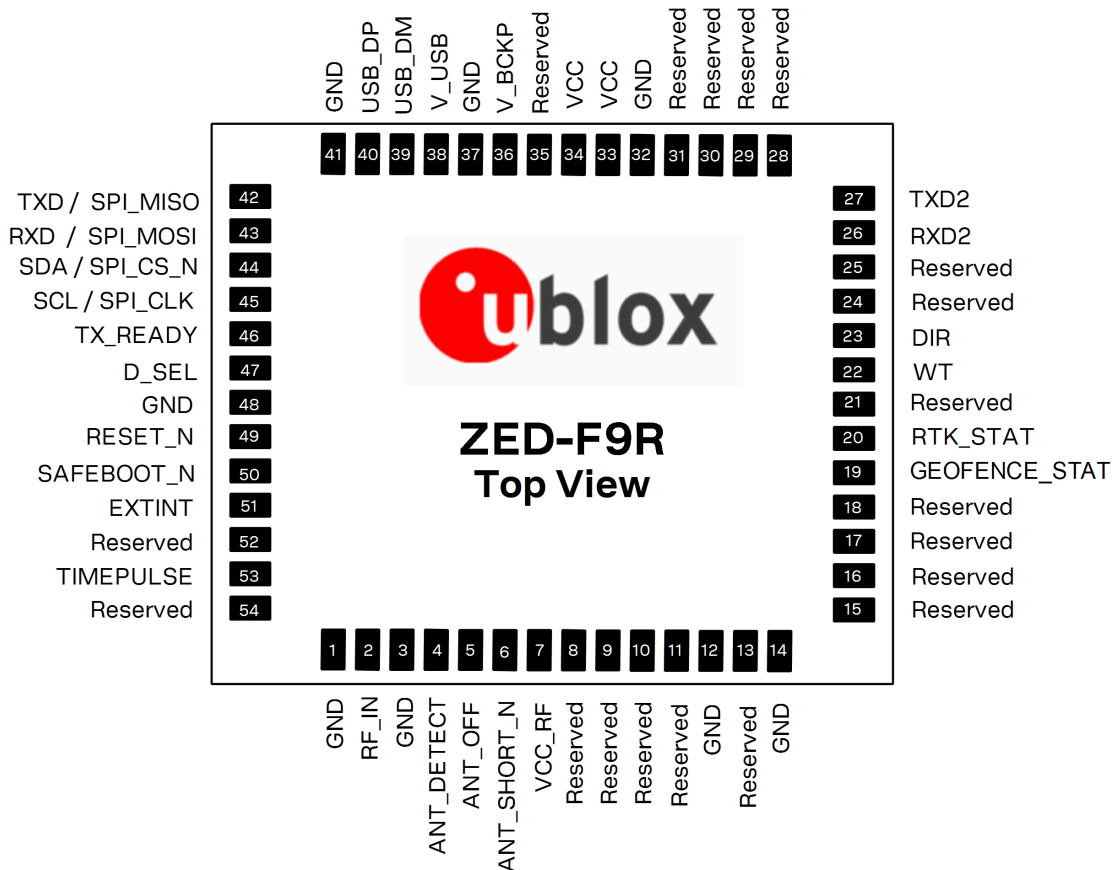 GND
USB_DP
USB_DM
V_USB
GND
V_BCKP
Reserved
VCC
VCC
GND
Reserved
Reserved
Reserved
Reserved
41 40 39 38 37 36 35 34 33 32 31 30 29 28
TXD / SPI_MISO 42
RXD / SPI_MOSI 43
SDA / SPI_CS_N 44
SCL / SPI_CLK 45
TX_READY 46
D_SEL 47
GND 48
RESET_N 49
SAFEBOOT_N 50
EXTINT 51
Reserved 52
TIMEPULSE 53
Reserved 54
ublox
ZED-F9R
Top View
27 TXD2
26 RXD2
25 Reserved
24 Reserved
23 DIR
22 WT
21 Reserved
20 RTK_STAT
19 GEOFENCE_STAT
18 Reserved
17 Reserved
16 Reserved
15 Reserved
1 2 3 4 5 6 7 8 9 10 11 12 13 14
GND
RF_IN
GND
ANT_DETECT
ANT_OFF
ANT_SHORT_N
VCC_RF
Reserved
Reserved
Reserved
Reserved
GND
Reserved
GND